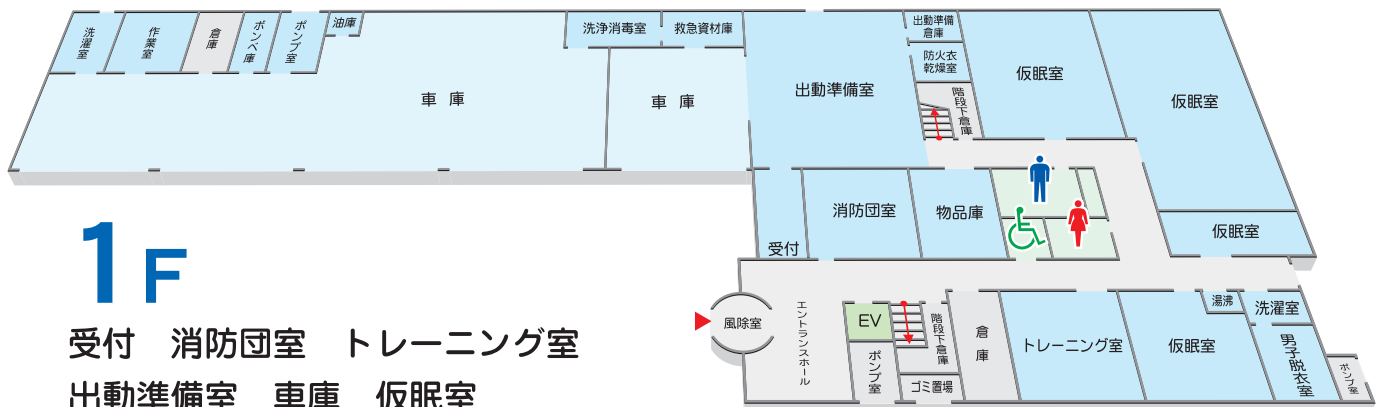 洗濯室
作業室
倉庫
ボンベ庫
ポンプ室
油庫
洗浄消毒室
救急資材庫
出動準備
倉庫
防火衣
乾燥室
階段下倉庫
仮眠室
仮眠室
車庫
車庫
出動準備室
消防団室
物品庫
受付
仮眠室
1F
風除室
エントランスホール
EV
ポンプ室
階段下倉庫
ゴミ置場
倉庫
トレーニング室
仮眠室
湯沸
洗濯室
男子脱衣室
ポンプ室
受付 消防団室 トレーニング室
出動準備室 車庫 仮眠室